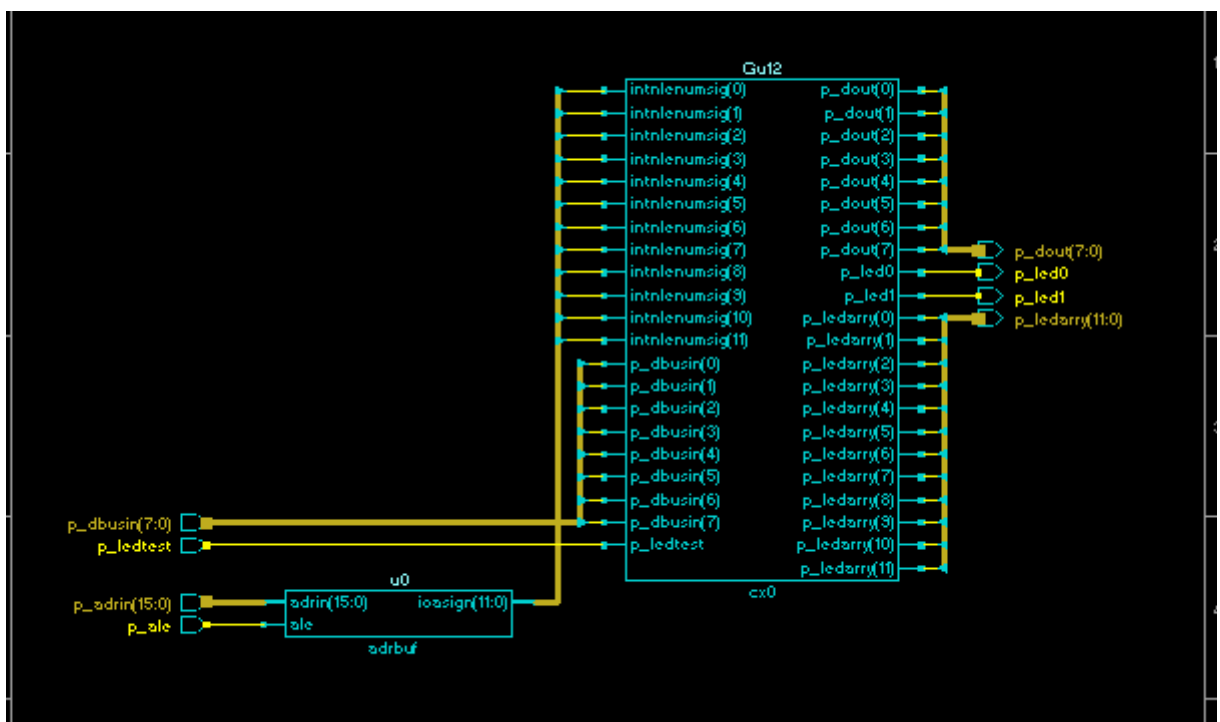 Gu12
intnlenumsig(0) p_dout(0)
intnlenumsig(1) p_dout(1)
intnlenumsig(2) p_dout(2)
intnlenumsig(3) p_dout(3)
intnlenumsig(4) p_dout(4)
intnlenumsig(5) p_dout(5)
intnlenumsig(6) p_dout(6)
intnlenumsig(7) p_dout(7) p_dout(7:0)
intnlenumsig(8) p_led0 p_led0
intnlenumsig(9) p_led1 p_led1
intnlenumsig(10) p_ledarry(0) p_ledarry(11:0)
intnlenumsig(11) p_ledarry(1)
p_dbusin(0) p_ledarry(2)
p_dbusin(1) p_ledarry(3)
p_dbusin(2) p_ledarry(4)
p_dbusin(3) p_ledarry(5)
p_dbusin(4) p_ledarry(6)
p_dbusin(5) p_ledarry(7)
p_dbusin(6) p_ledarry(8)
p_dbusin(7:0) p_dbusin(7) p_ledarry(9)
p_ledtest p_ledtest p_ledarry(10)
p_ledarry(11)
u0 cx0
p_adrin(15:0) adrin(15:0) ioasign(11:0)
p_ale ale
adrbuf